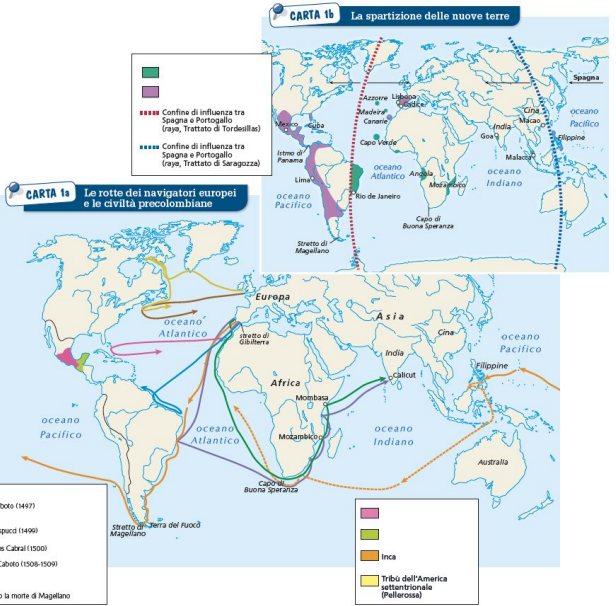 CARTA 1b La spartizione delle nuove terre
Confine di influenza tra
Spagna e Portogallo
(raya, Trattato di Tordesillas)
Confine di influenza tra
Spagna e Portogallo
(raya, Trattato di Saragozza)
Spagna
Azzorre
Lisbona
Cadice
Madeira
Canarie
Mexico
Cuba
Capo Verde
Istmo di
Panama
Lima
Rio de Janeiro
oceano
Pacifico
oceano
Atlantico
Angola
Mozambico
Capo di
Buona Speranza
Stretto di
Magellano
Cina
Macao
India
Goa
Malacca
Filippine
oceano
Pacifico
oceano
Indiano
CARTA 1a Le rotte dei navigatori europei
e le civiltà precolombiane
Europa
oceano
Atlantico
stretto di
Gibilterra
Asia
Cina
India
Calicut
oceano
Pacifico
Filippine
Africa
Mombasa
Mozambico
oceano
Pacifico
oceano
Atlantico
oceano
Indiano
Australia
Capo di
Buona Speranza
Stretto di
Magellano
Terra del Fuoco
(1497)
spucci (1499)
Cabral (1500)
Caboto (1508-1509)
la morte di Magellano
Inca
Tribù dell'America
settentrionale
(Pellerossa)